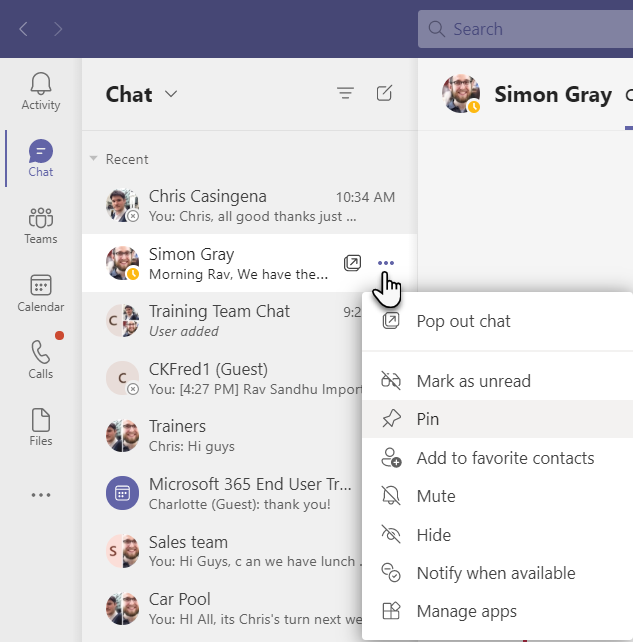 Search
Activity
Chat
Teams
Calendar
Calls
Files
Chat
Recent
Chris Casingena 10:34 AM
You: Chris, all good thanks just ...
Simon Gray
Morning Rav, We have the...
Training Team Chat 9:2
User added
C
CKFred1 (Guest)
You: [4:27 PM] Rav Sandhu Import
C
Trainers
Chris: Hi guys
Microsoft 365 End User Tr...
Charlotte (Guest): thank you!
Sales team
You: Hi Guys, c an we have lunch .
S
Car Pool
You: HI All, its Chris's turn next we
Simon Gray
Pop out chat
Mark as unread
Pin
Add to favorite contacts
Mute
Hide
Notify when available
Manage apps